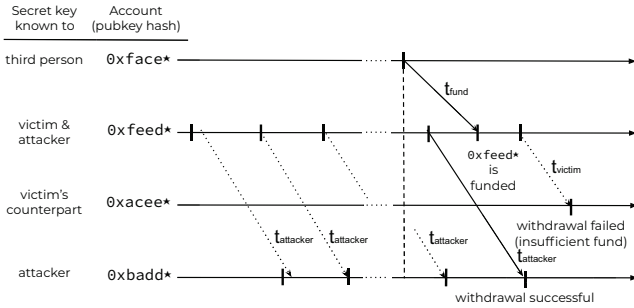 Secret key
known to
Account
(pubkey hash)
third person
0xface★
tfund
victim &
attacker
0xfeed★
0xfeed★
is
funded
tvictim
victim's
counterpart
0xacee★
withdrawal failed
(insufficient fund)
tattacker
tattacker
tattacker
tattacker
attacker
0xbadd★
withdrawal successful